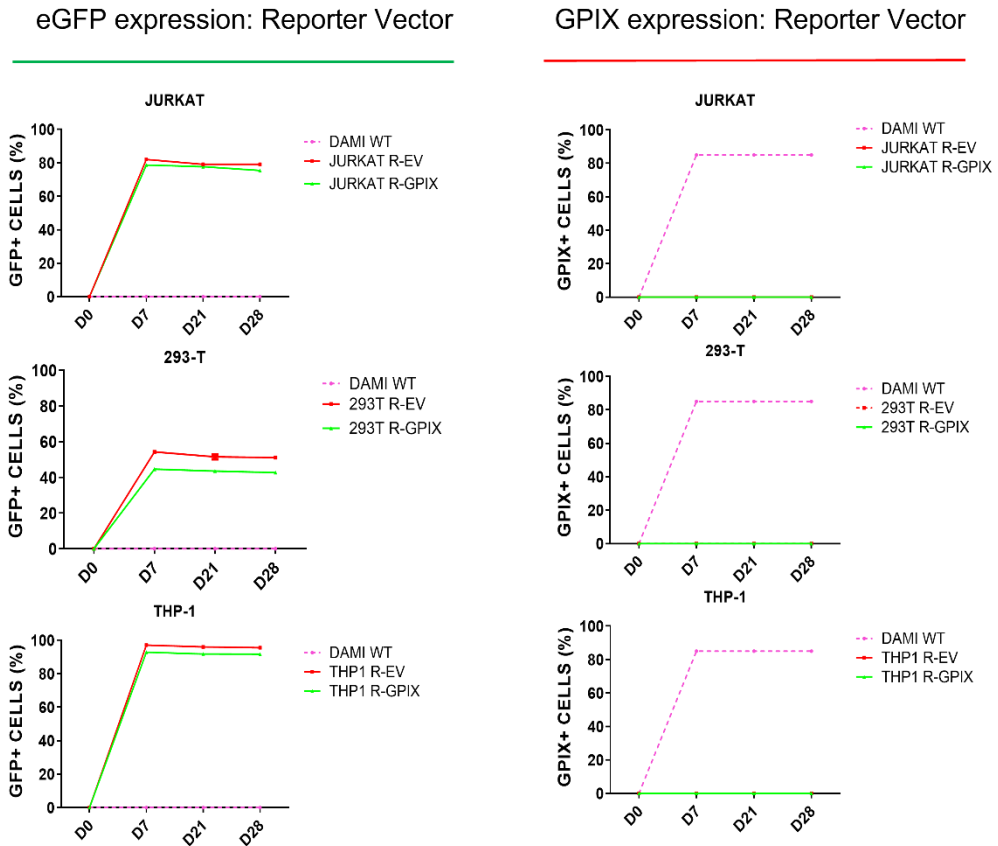 eGFP expression: Reporter Vector
JURKAT
GFP+ CELLS (%)
100
80
60
40
20
0
D0
D7
D21
D28
DAMI WT
JURKAT R-EV
JURKAT R-GPIX
293-T
GFP+ CELLS (%)
100
80
60
40
20
0
D0
D7
D21
D28
DAMI WT
293T R-EV
293T R-GPIX
THP-1
GFP+ CELLS (%)
100
80
60
40
20
0
D0
D7
D21
D28
DAMI WT
THP1 R-EV
THP1 R-GPIX
GPIX expression: Reporter Vector
JURKAT
GPIX+ CELLS (%)
100
80
60
40
20
0
D0
D7
D21
D28
DAMI WT
JURKAT R-EV
JURKAT R-GPIX
293-T
GPIX+ CELLS (%)
100
80
60
40
20
0
D0
D7
D21
D28
DAMI WT
293T R-EV
293T R-GPIX
THP-1
GPIX+ CELLS (%)
100
80
60
40
20
0
D0
D7
D21
D28
DAMI WT
THP1 R-EV
THP1 R-GPIX